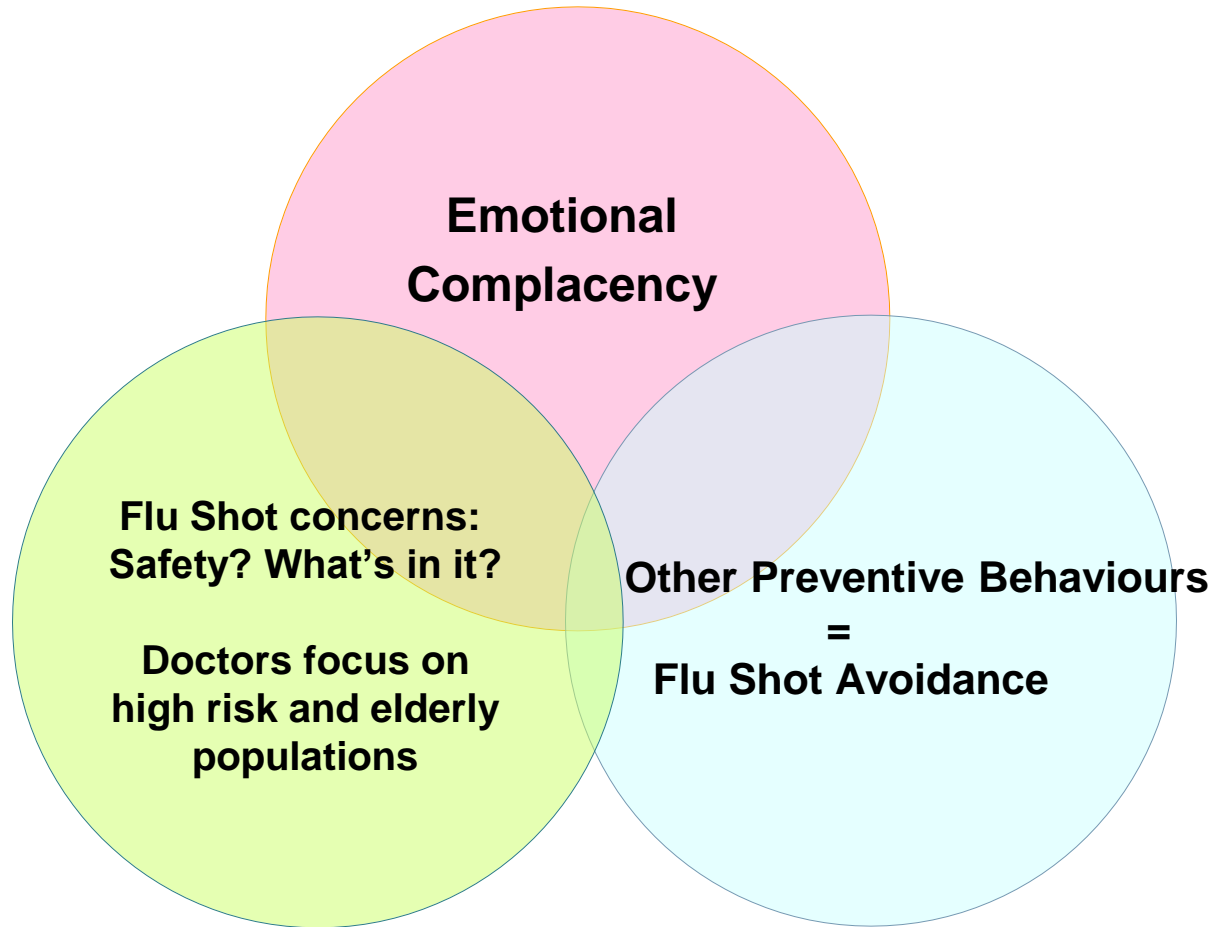 Emotional
Complacency
Flu Shot concerns:
Safety? What’s in it?
Doctors focus on
high risk and elderly
populations
Other Preventive Behaviours
=
Flu Shot Avoidance